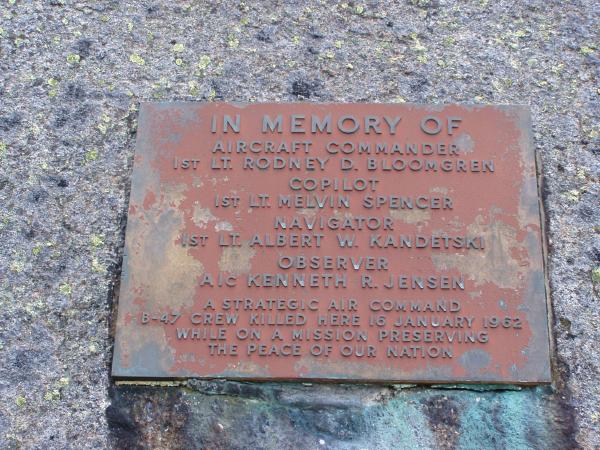 IN MEMORY OF
AIRCRAFT COMMANDER
1ST LT. RODNEY D. BLOOMGREN
COPILOT
1ST LT. MELVIN SPENCER
NAVIGATOR
1ST LT. ALBERT W. KANDETSKI
OBSERVER
A1C KENNETH R. JENSEN
A STRATEGIC AIR COMMAND
B-47 CREW KILLED HERE 16 JANUARY 1962
WHILE ON A MISSION PRESERVING
THE PEACE OF OUR NATION